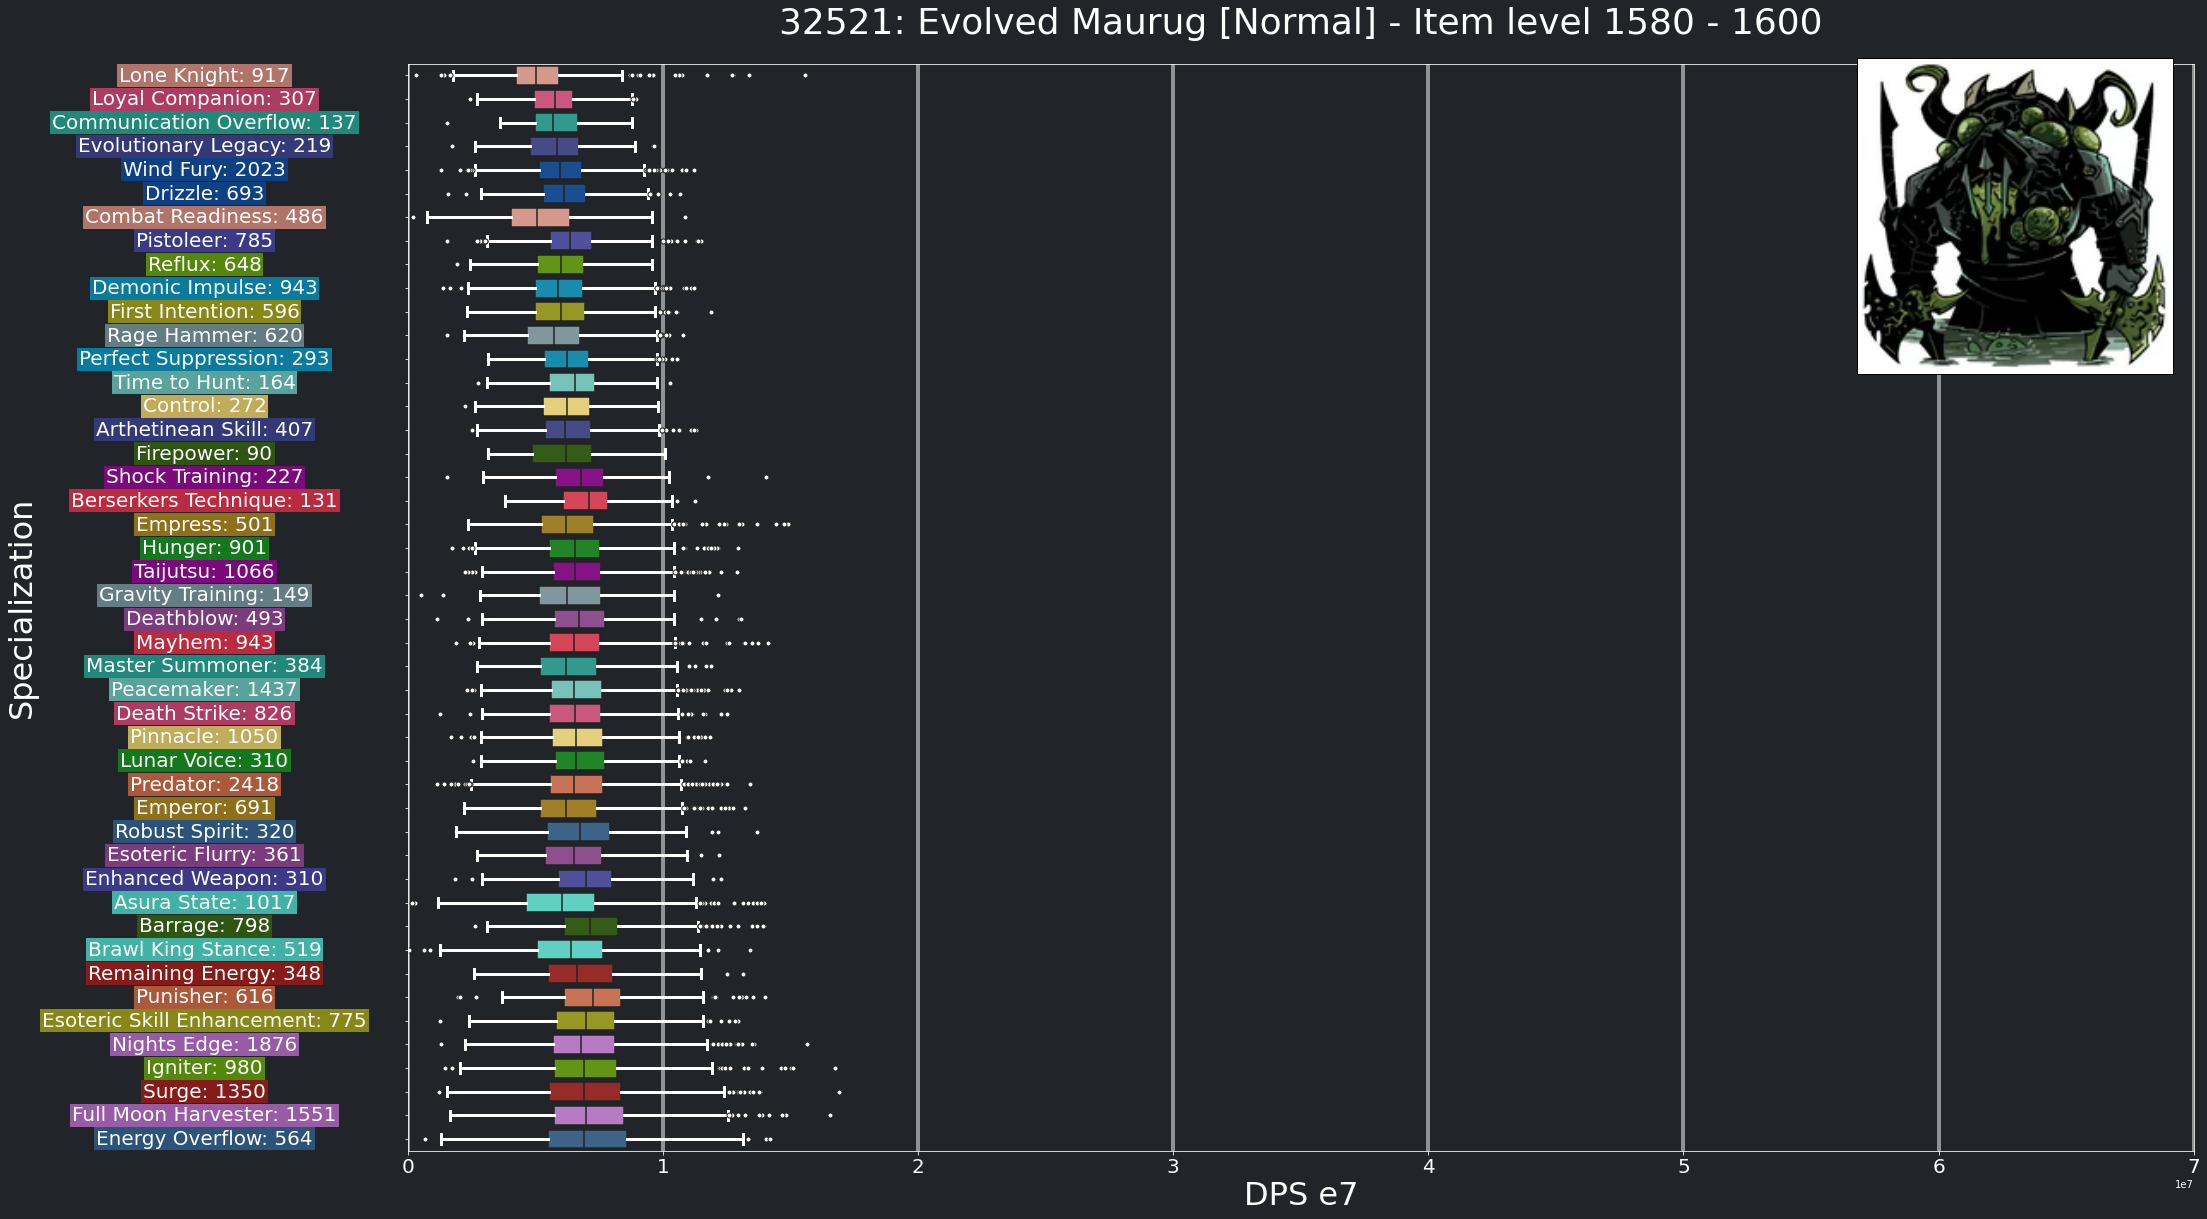 32521: Evolved Maurug [Normal] - Item level 1580 - 1600
Lone Knight: 917
Loyal Companion: 307
Communication Overflow: 137
Evolutionary Legacy: 219
Wind Fury: 2023
Drizzle: 693
Combat Readiness: 486
Pistoleer: 785
Reflux: 648
Demonic Impulse: 943
First Intention: 596
Rage Hammer: 620
Perfect Suppression: 293
Time to Hunt: 164
Control: 272
Arthetinean Skill: 407
Firepower: 90
Shock Training: 227
Berserkers Technique: 131
Empress: 501
Hunger: 901
Taijutsu: 1066
Gravity Training: 149
Deathblow: 493
Mayhem: 943
Master Summoner: 384
Peacemaker: 1437
Death Strike: 826
Pinnacle: 1050
Lunar Voice: 310
Predator: 2418
Emperor: 691
Robust Spirit: 320
Esoteric Flurry: 361
Enhanced Weapon: 310
Asura State: 1017
Barrage: 798
Brawl King Stance: 519
Remaining Energy: 348
Punisher: 616
Esoteric Skill Enhancement: 775
Nights Edge: 1876
Igniter: 980
Surge: 1350
Full Moon Harvester: 1551
Energy Overflow: 564
Specialization
0 1 2 3 4 5 6 7
1e7
DPS e7